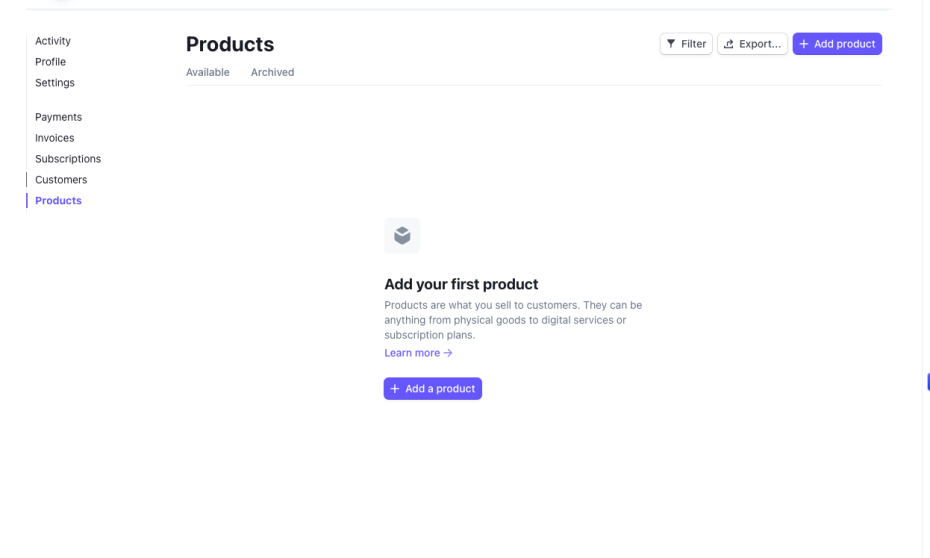 Activity
Profile
Settings
Payments
Invoices
Subscriptions
Customers
Products
Products
Filter
Export...
+ Add product
Available
Archived
Add your first product
Products are what you sell to customers. They can be
anything from physical goods to digital services or
subscription plans.
Learn more →
+ Add a product